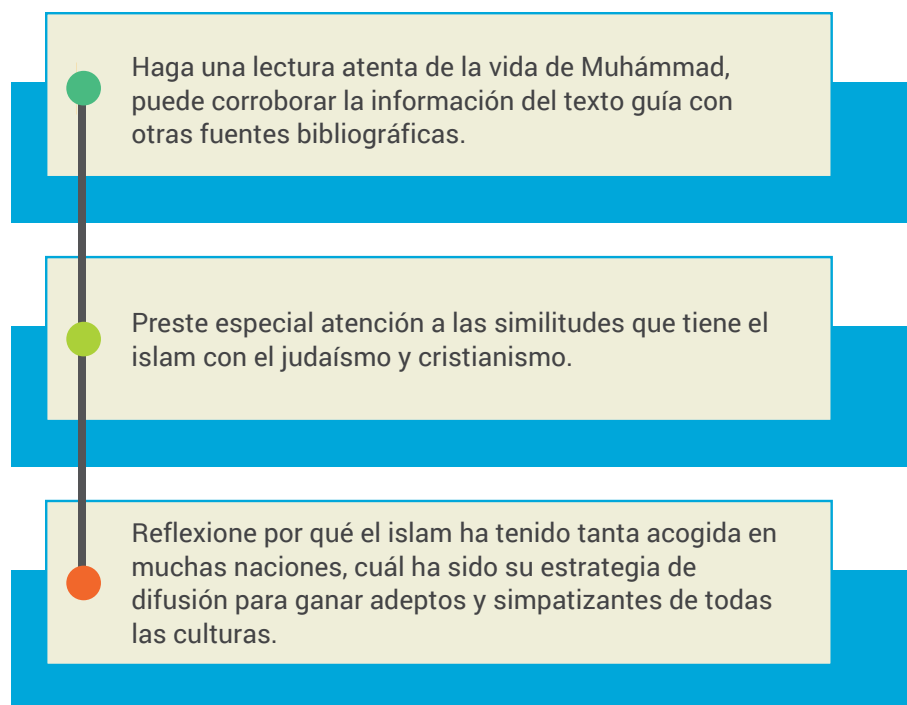 Haga una lectura atenta de la vida de Muhámmad,
puede corroborar la información del texto guía con
otras fuentes bibliográficas.
Preste especial atención a las similitudes que tiene el
islam con el judaísmo y cristianismo.
Reflexione por qué el islam ha tenido tanta acogida en
muchas naciones, cuál ha sido su estrategia de
difusión para ganar adeptos y simpatizantes de todas
las culturas.